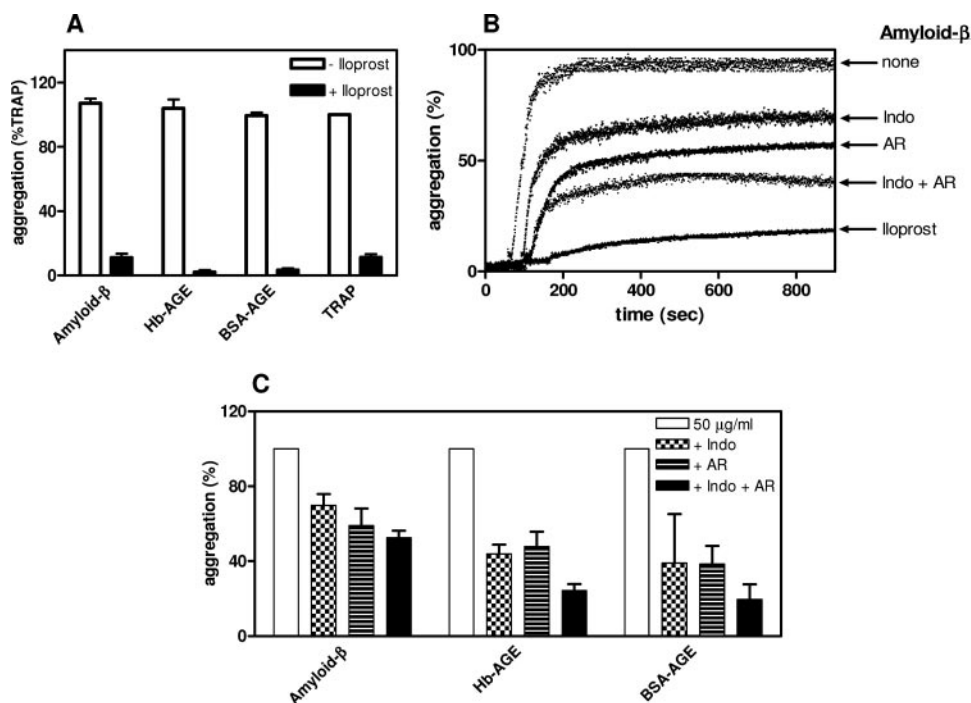 A
aggregation (%TRAP)
120
80
40
0
- Iloprost
+ Iloprost
Amyloid-β
Hb-AGE
BSA-AGE
TRAP
B
aggregation (%)
100
50
0
0
200
400
600
800
time (sec)
Amyloid-β
none
Indo
AR
Indo + AR
Iloprost
C
aggregation (%)
120
80
40
0
50 μg/ml
+ Indo
+ AR
+ Indo + AR
Amyloid-β
Hb-AGE
BSA-AGE